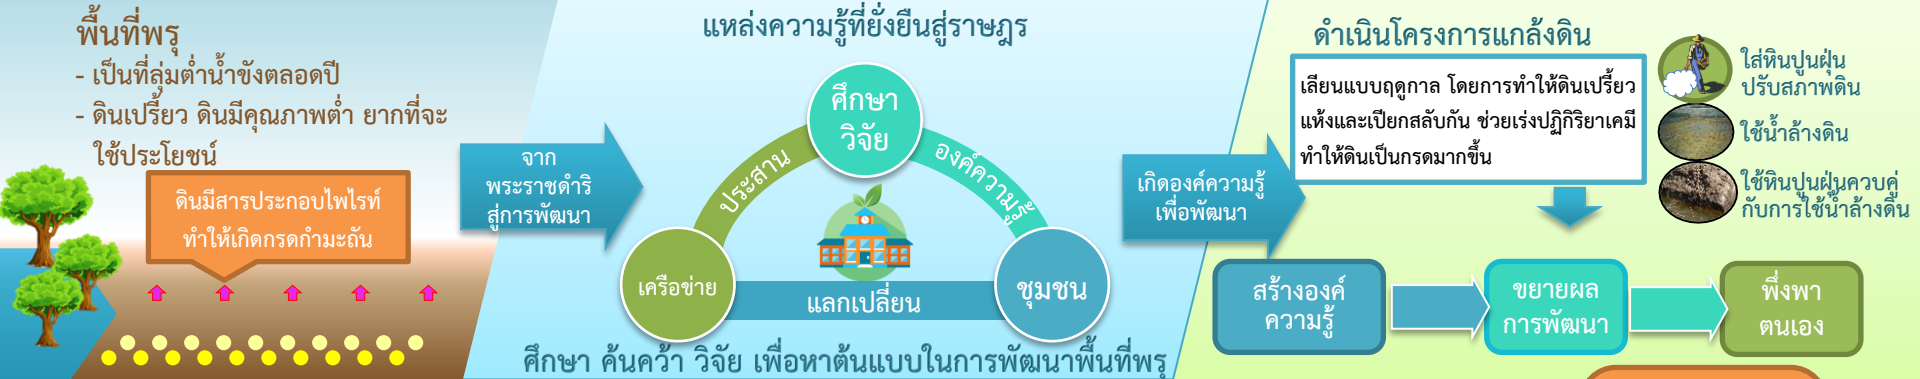 พื้นที่พรุ
- เป็นที่ลุ่มต่ำน้ำขังตลอดปี
- ดินเปรี้ยว ดินมีคุณภาพต่ำ ยากที่จะ
ใช้ประโยชน์
ดินมีสารประกอบไพไรท์
ทำให้เกิดกรดกำมะถัน
จาก
พระราชดำริ
สู่การพัฒนา
แหล่งความรู้ที่ยั่งยืนสู่ราษฎร
ศึกษา
วิจัย
ประสาน
องค์ความรู้
เครือข่าย
แลกเปลี่ยน
ชุมชน
ศึกษา ค้นคว้า วิจัย เพื่อหาต้นแบบในการพัฒนาพื้นที่พรุ
เกิดองค์ความรู้
เพื่อพัฒนา
ดำเนินโครงการแกล้งดิน
เลียนแบบฤดูกาล โดยการทำให้ดินเปรี้ยว
แห้งและเปียกสลับกัน ช่วยเร่งปฏิกิริยาเคมี
ทำให้ดินเป็นกรดมากขึ้น
ใส่หินปูนฝุ่น
ปรับสภาพดิน
ใช้น้ำล้างดิน
ใช้หินปูนฝุ่นควบคู่
กับการใช้น้ำล้างดิน
สร้างองค์
ความรู้
ขยายผล
การพัฒนา
พึ่งพา
ตนเอง